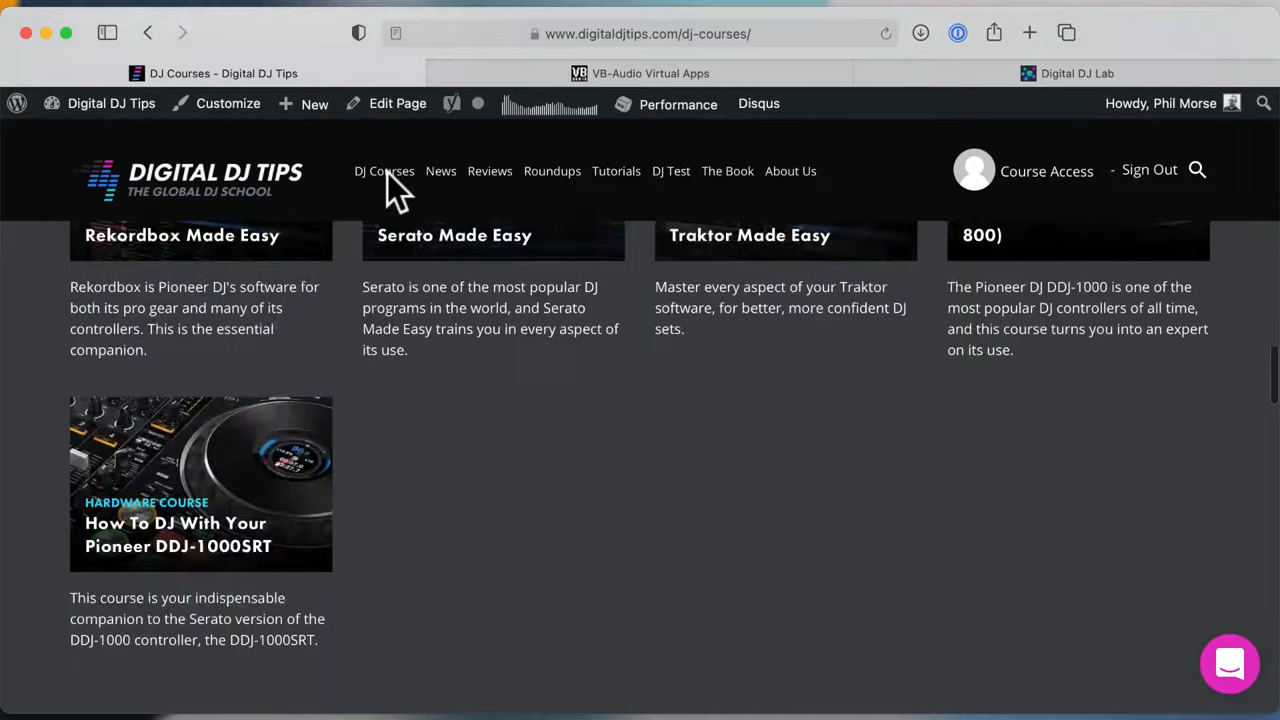 www.digitaldjtips.com/dj-courses/
DJ Courses - Digital DJ Tips
VB AUDIO
VB-Audio Virtual Apps
Digital DJ Lab
Digital DJ Tips
Customize
New
Edit Page
Performance
Disqus
Howdy, Phil Morse
DIGITAL DJ TIPS
THE GLOBAL DJ SCHOOL
DJ Courses
News
Reviews
Roundups
Tutorials
DJ Test
The Book
About Us
Course Access
- Sign Out
Rekordbox Made Easy
Serato Made Easy
Traktor Made Easy
800)
Rekordbox is Pioneer DJ's software for
both its pro gear and many of its
controllers. This is the essential
companion.
Serato is one of the most popular DJ
programs in the world, and Serato
Made Easy trains you in every aspect of
its use.
Master every aspect of your Traktor
software, for better, more confident DJ
sets.
The Pioneer DJ DDJ-1000 is one of the
most popular DJ controllers of all time,
and this course turns you into an expert
on its use.
HARDWARE COURSE
How To DJ With Your
Pioneer DDJ-1000SRT
This course is your indispensable
companion to the Serato version of the
DDJ-1000 controller, the DDJ-1000SRT.